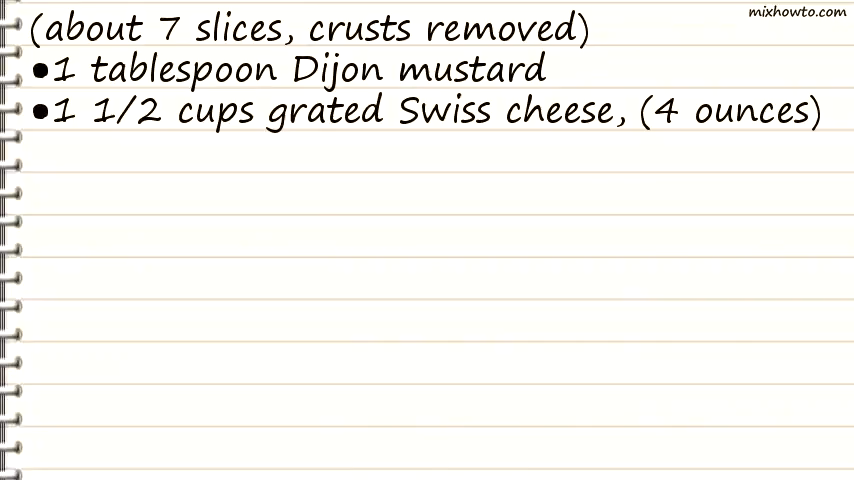 mixhowto.com
(about 7 slices, crusts removed)
•1 tablespoon Dijon mustard
•1 1/2 cups grated Swiss cheese, (4 ounces)